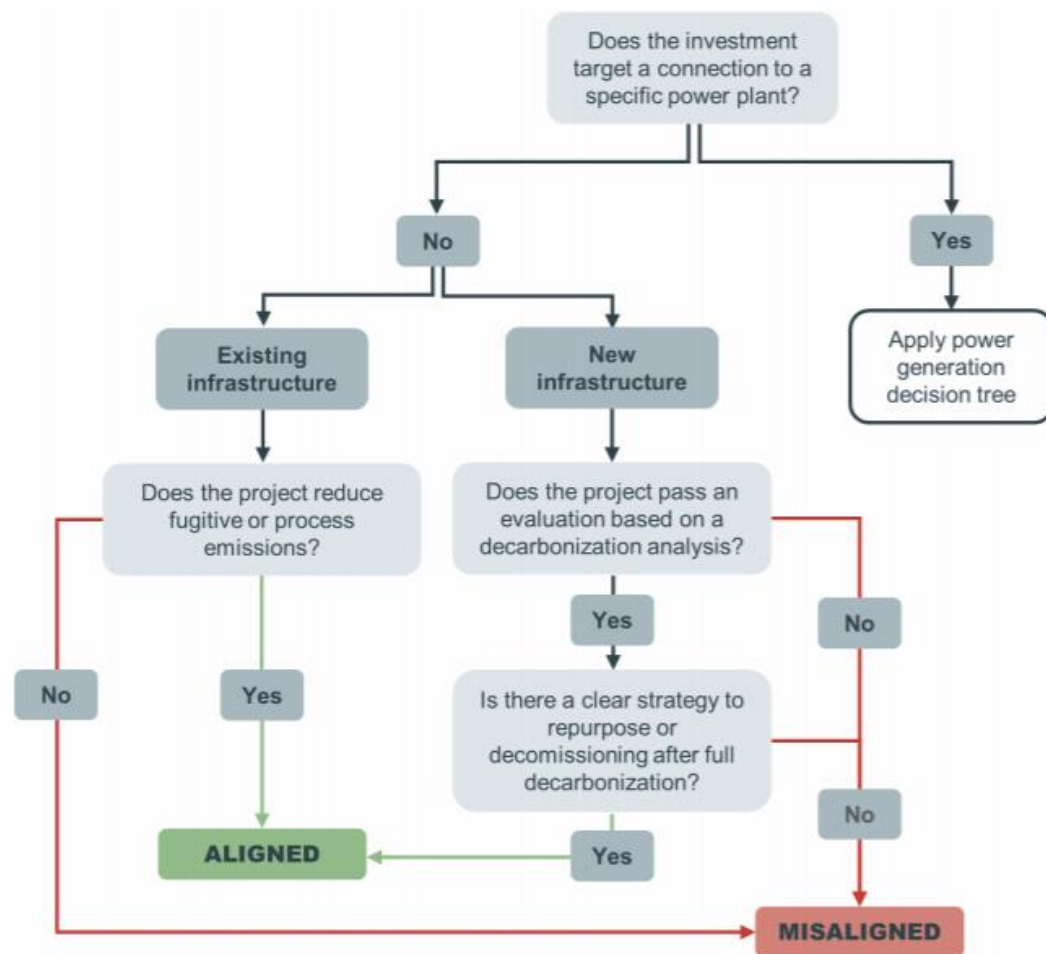 Does the investment
target a connection to a
specific power plant?
No
Yes
Existing
infrastructure
New
infrastructure
Apply power
generation
decision tree
Does the project reduce
fugitive or process
emissions?
Does the project pass an
evaluation based on a
decarbonization analysis?
Yes
No
No
Yes
Is there a clear strategy to
repurpose or
decomissioning after full
decarbonization?
No
ALIGNED
Yes
MISALIGNED